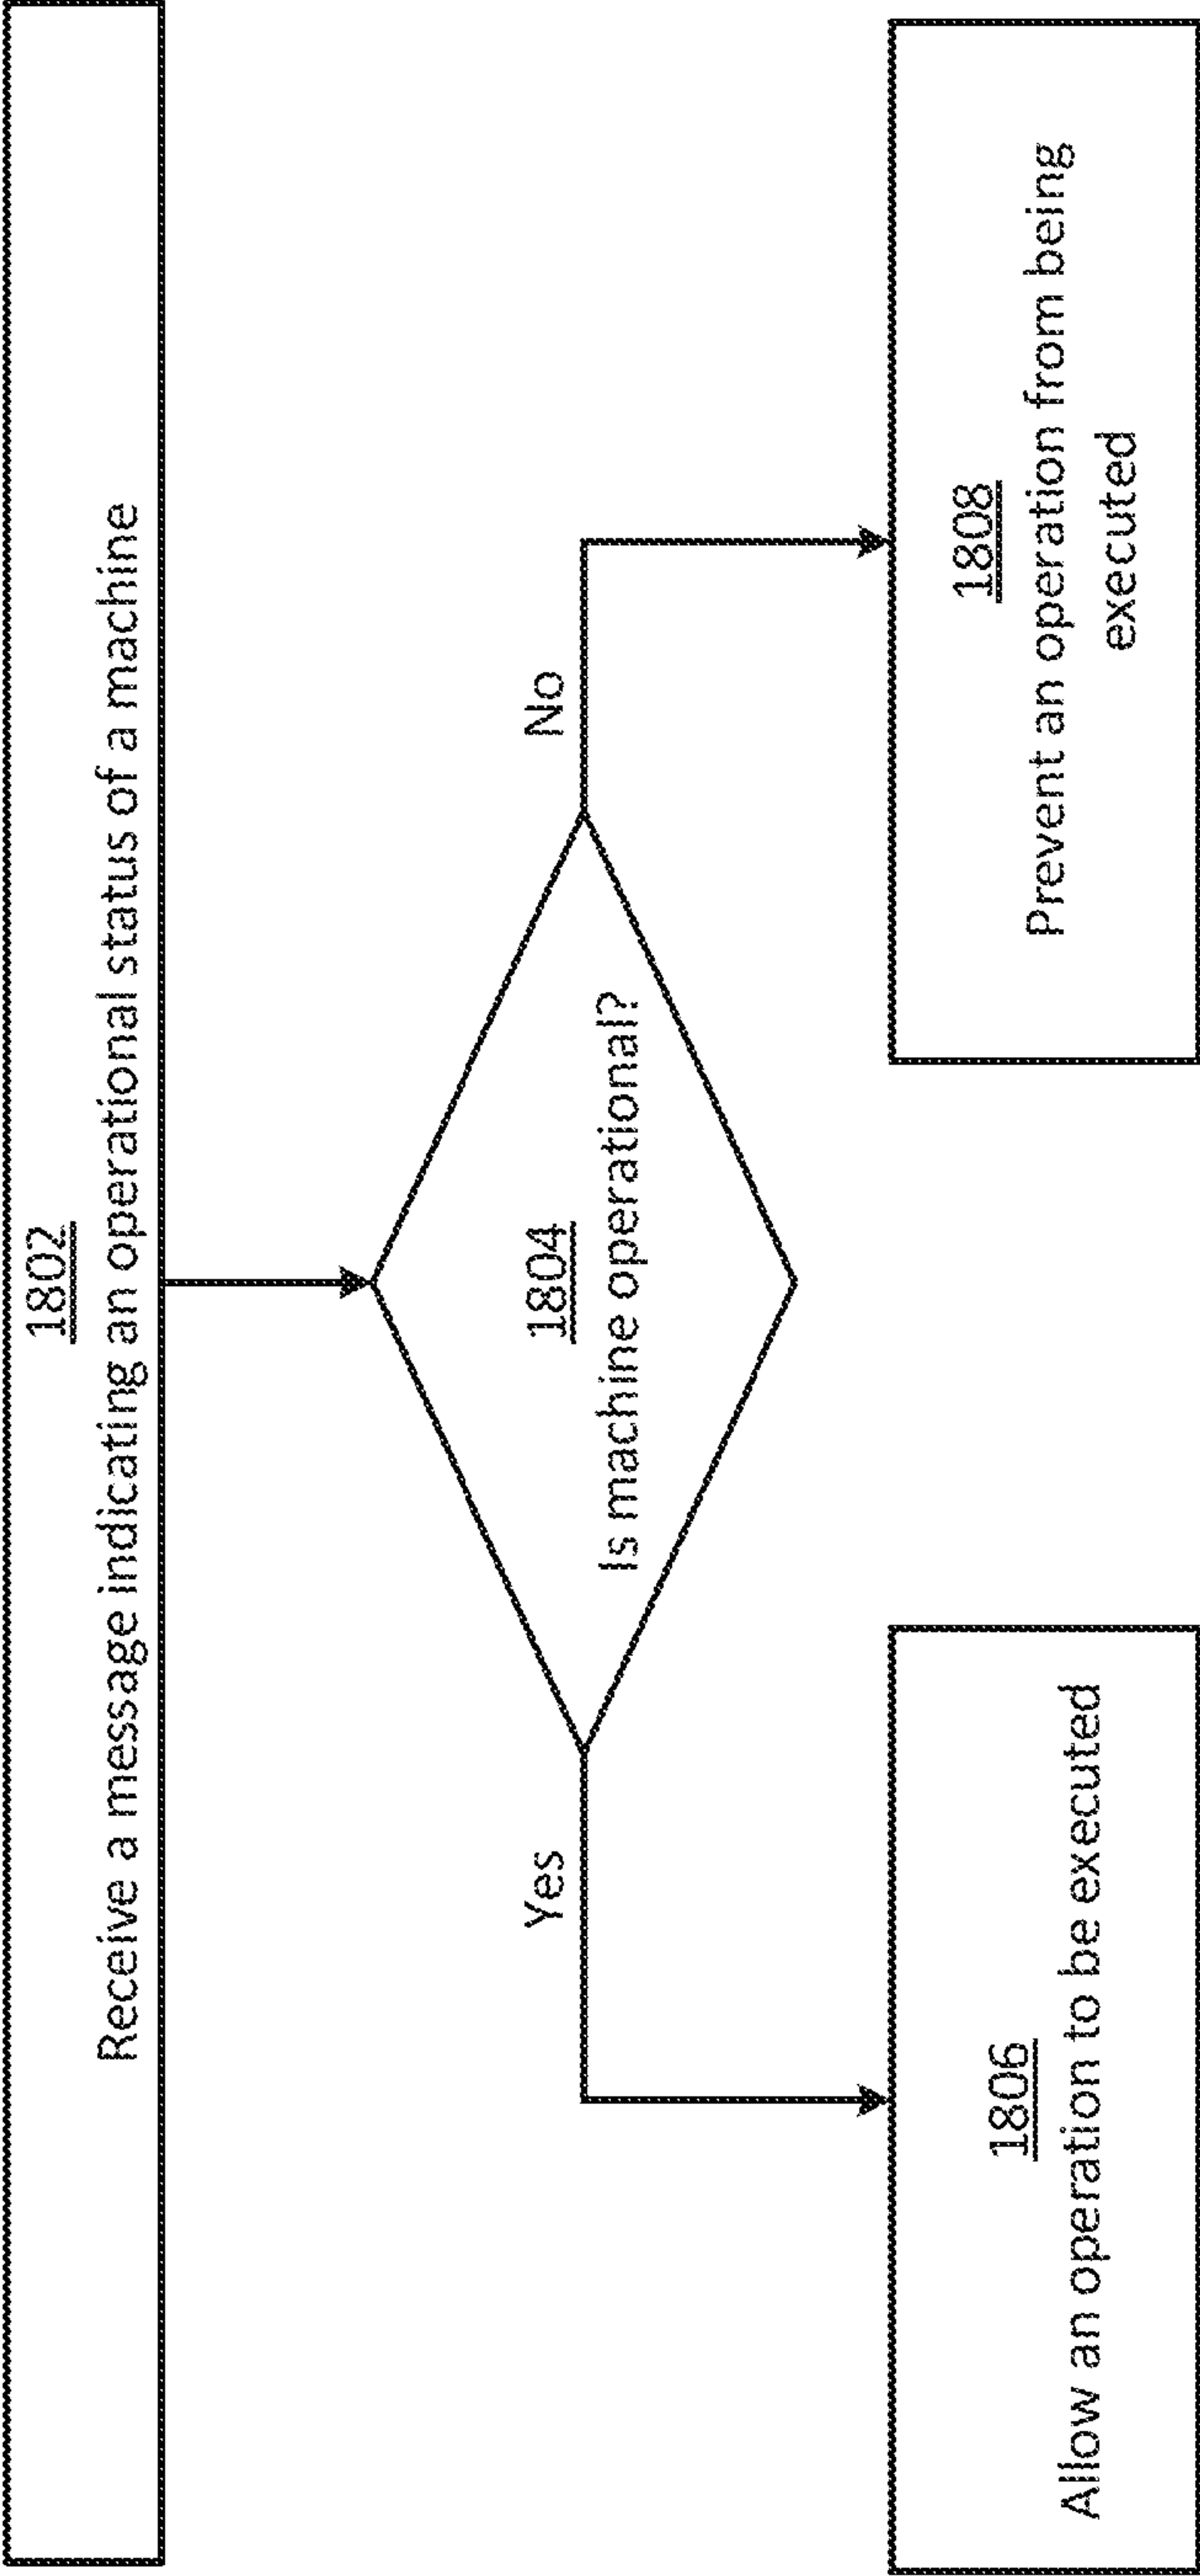 1802
Receive a message indicating an operational status of a machine
1804
Is machine operational?
Yes
No
1806
Allow an operation to be executed
1808
Prevent an operation from being
executed